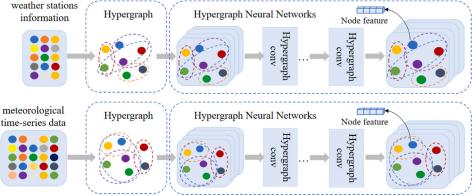 weather stations
information
Hypergraph
Hypergraph Neural Networks
Hypergraph
conv
...
Hypergraph
conv
Node feature
meteorological
time-series data
Hypergraph
Hypergraph Neural Networks
Hypergraph
conv
...
Hypergraph
conv
Node feature